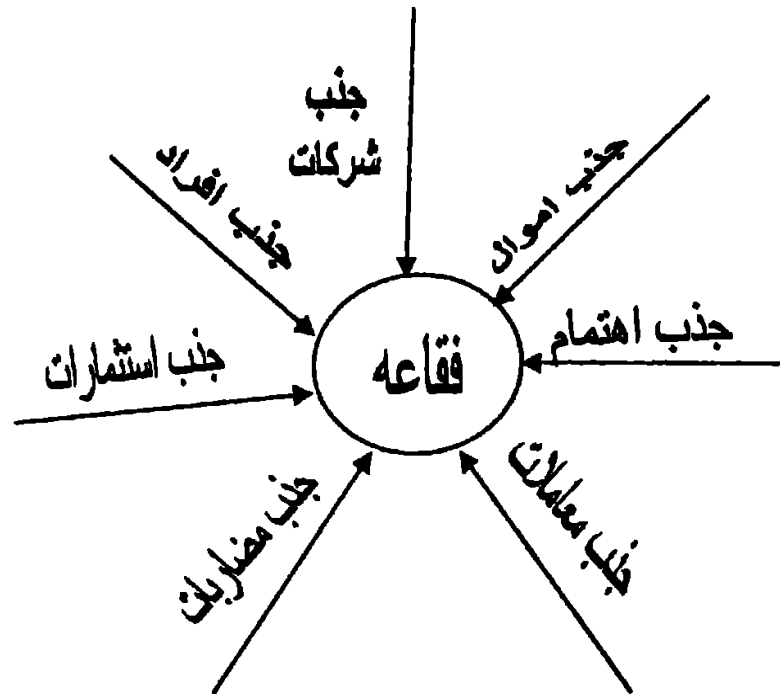 جذب
شركات
جذب اموال
جذب افراد
جذب اهتمام
فقاعه
جذب استثمارات
جذب معاملات
جذب مضاربات